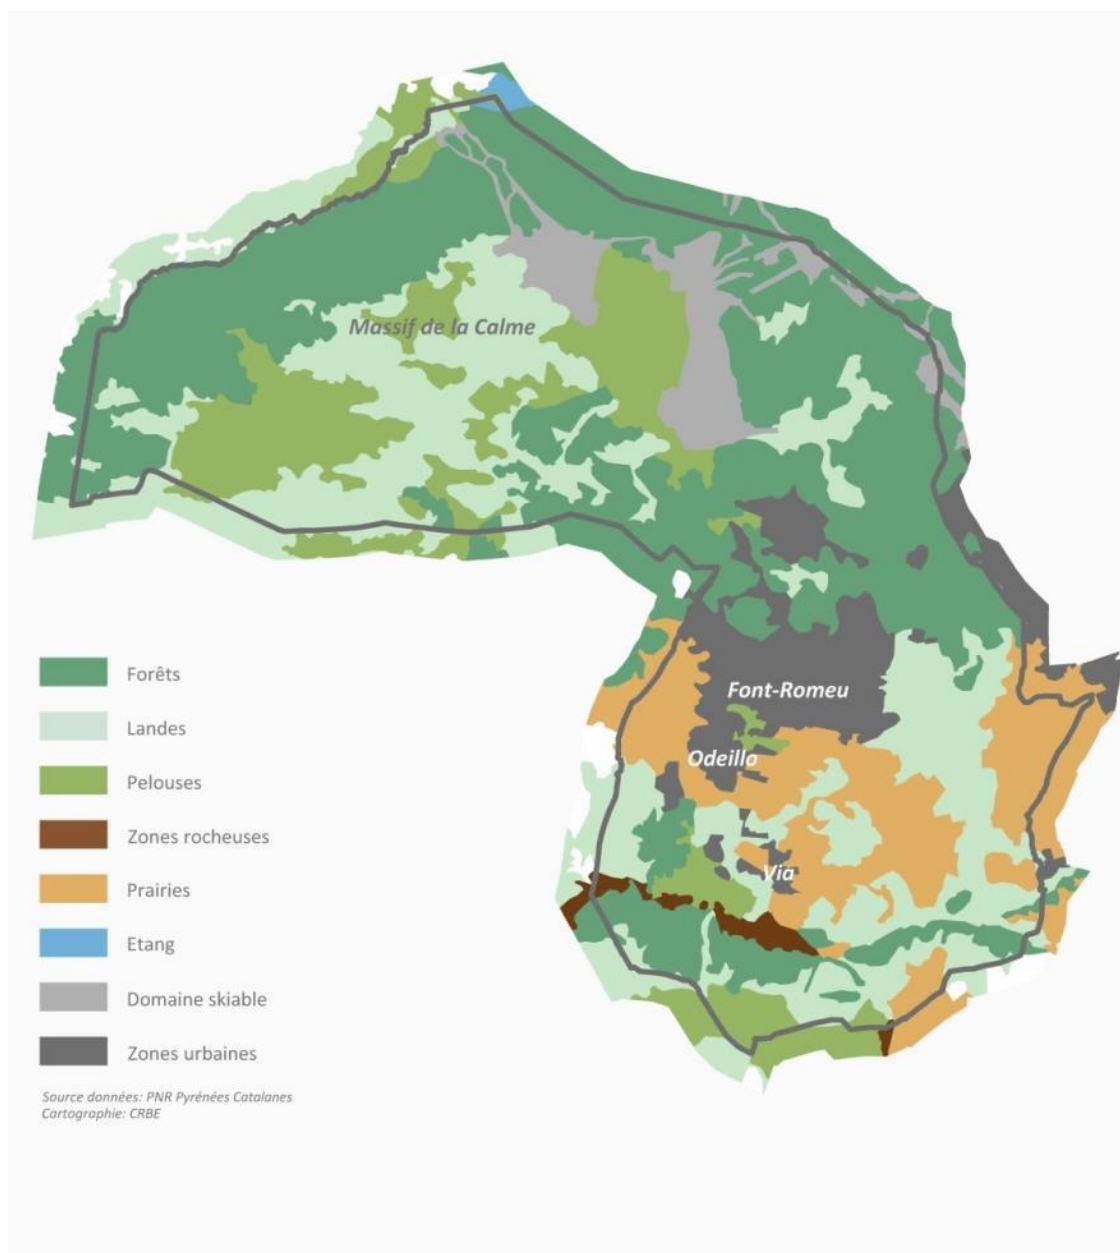 Massif de la Calme
Font-Romeu
Odeillo
Via
Forêts
Landes
Pelouses
Zones rocheuses
Prairies
Etang
Domaine skiable
Zones urbaines
Source données: PNR Pyrénées Catalanes
Cartographie: CRBE